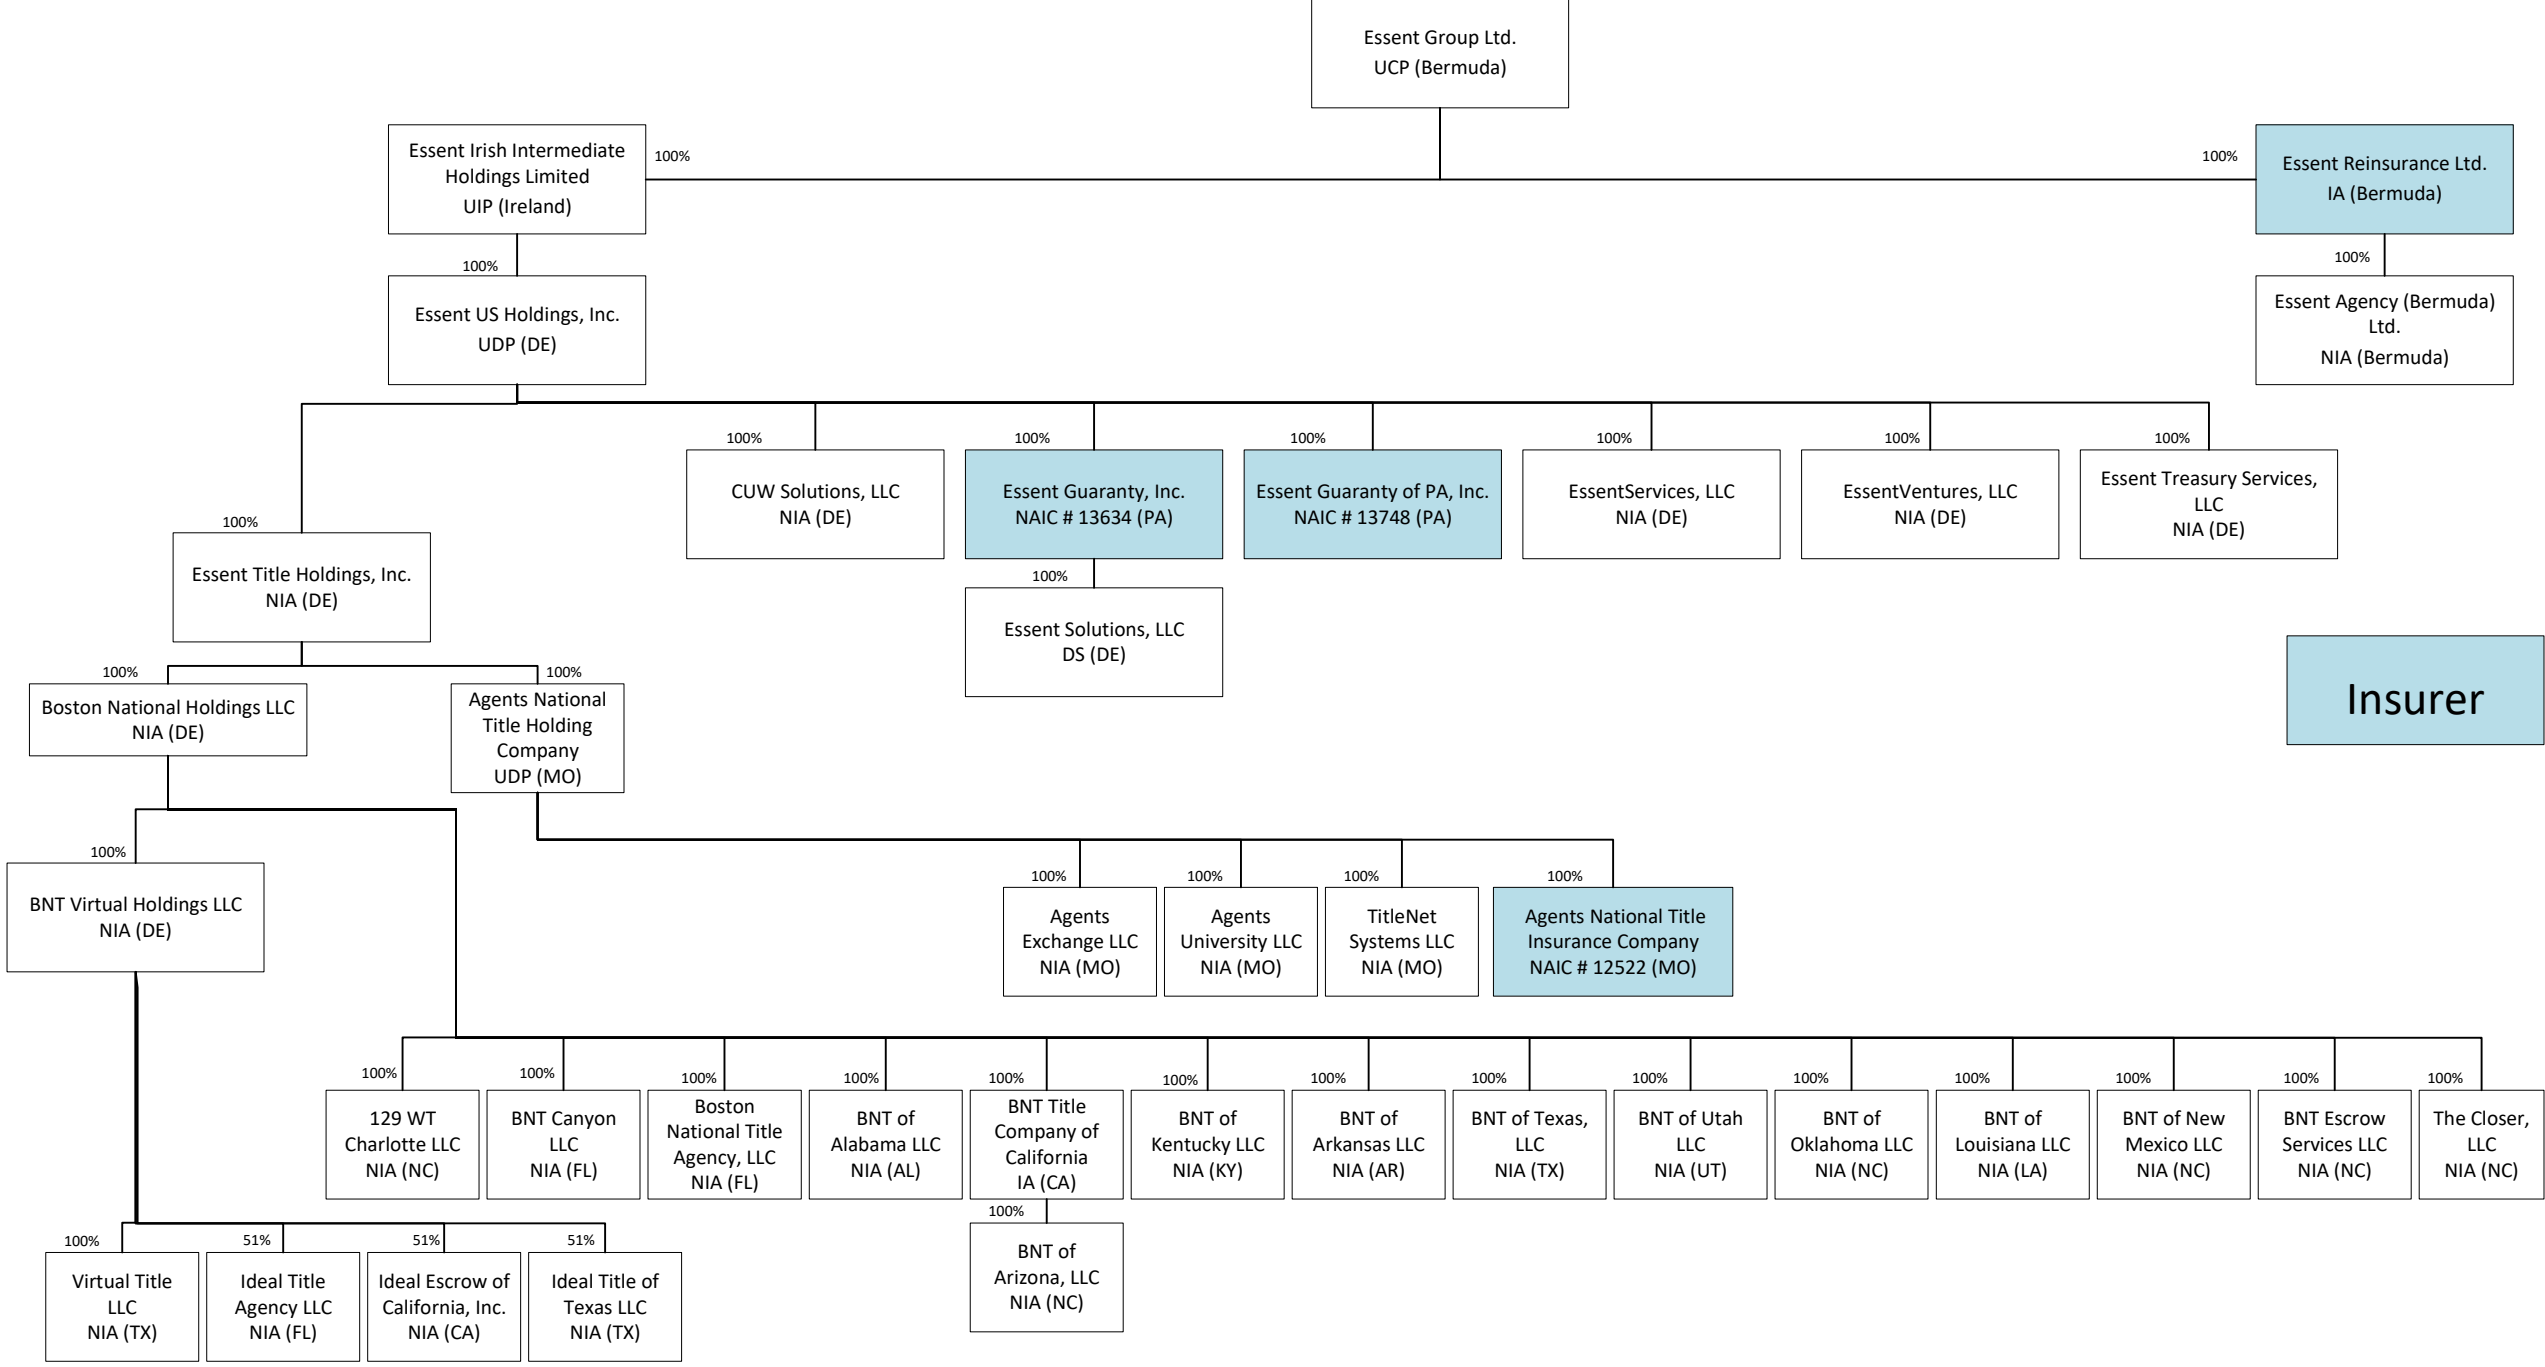 Essent Group Ltd.
UCP (Bermuda)
Essent Irish Intermediate
Holdings Limited
UIP (Ireland)
100%
100%
Essent Reinsurance Ltd.
IA (Bermuda)
100%
Essent US Holdings, Inc.
UDP (DE)
100%
Essent Agency (Bermuda)
Ltd.
NIA (Bermuda)
100%
CUW Solutions, LLC
NIA (DE)
100%
Essent Guaranty, Inc.
NAIC # 13634 (PA)
100%
Essent Guaranty of PA, Inc.
NAIC # 13748 (PA)
100%
EssentServices, LLC
NIA (DE)
100%
EssentVentures, LLC
NIA (DE)
100%
Essent Treasury Services,
LLC
NIA (DE)
100%
Essent Title Holdings, Inc.
NIA (DE)
100%
Essent Solutions, LLC
DS (DE)
Insurer
100%
Boston National Holdings LLC
NIA (DE)
100%
Agents National
Title Holding
Company
UDP (MO)
100%
BNT Virtual Holdings LLC
NIA (DE)
100%
Agents
Exchange LLC
NIA (MO)
100%
Agents
University LLC
NIA (MO)
100%
TitleNet
Systems LLC
NIA (MO)
100%
Agents National Title
Insurance Company
NAIC # 12522 (MO)
100%
129 WT
Charlotte LLC
NIA (NC)
100%
BNT Canyon
LLC
NIA (FL)
100%
Boston
National Title
Agency, LLC
NIA (FL)
100%
BNT of
Alabama LLC
NIA (AL)
100%
BNT Title
Company of
California
IA (CA)
100%
BNT of
Kentucky LLC
NIA (KY)
100%
BNT of
Arkansas LLC
NIA (AR)
100%
BNT of Texas,
LLC
NIA (TX)
100%
BNT of Utah
LLC
NIA (UT)
100%
BNT of
Oklahoma LLC
NIA (NC)
100%
BNT of
Louisiana LLC
NIA (LA)
100%
BNT of New
Mexico LLC
NIA (NC)
100%
BNT Escrow
Services LLC
NIA (NC)
100%
The Closer,
LLC
NIA (NC)
100%
BNT of
Arizona, LLC
NIA (NC)
100%
Virtual Title
LLC
NIA (TX)
51%
Ideal Title
Agency LLC
NIA (FL)
51%
Ideal Escrow of
California, Inc.
NIA (CA)
51%
Ideal Title of
Texas LLC
NIA (TX)